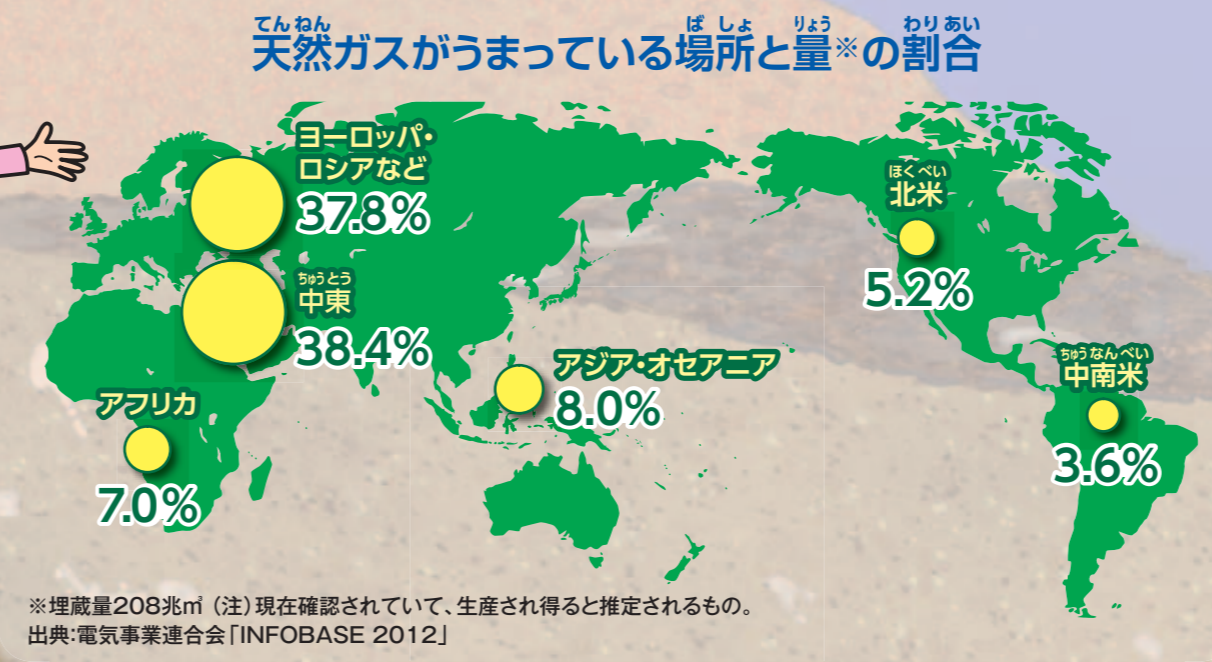 てんねん ばしょ りょう わりあい
天然ガスがうまっている場所と量※の割合
ヨーロッパ・
ロシアなど
37.8%
ちゅうとう
中東
38.4%
アフリカ
7.0%
アジア・オセアニア
8.0%
ほくべい
北米
5.2%
ちゅうなんべい
中南米
3.6%
※埋蔵量208兆㎥ (注)現在確認されていて、生産され得ると推定されるもの。
出典:電気事業連合会「INFOBASE 2012」